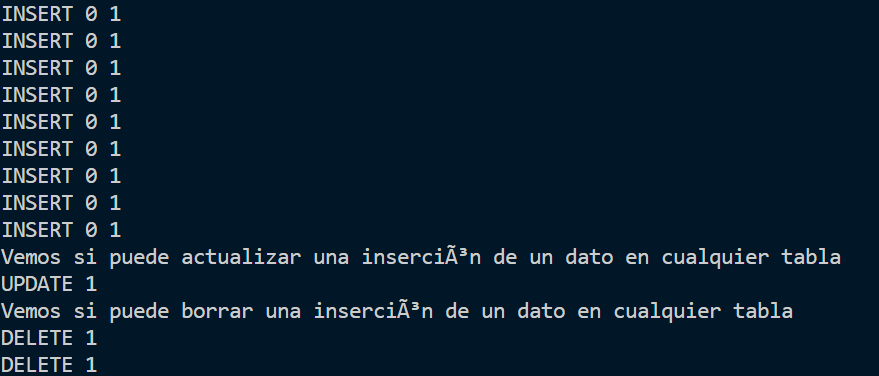 INSERT 0 1
INSERT 0 1
INSERT 0 1
INSERT 0 1
INSERT 0 1
INSERT 0 1
INSERT 0 1
INSERT 0 1
INSERT 0 1
Vemos si puede actualizar una inserciÃ³n de un dato en cualquier tabla
UPDATE 1
Vemos si puede borrar una inserciÃ³n de un dato en cualquier tabla
DELETE 1
DELETE 1